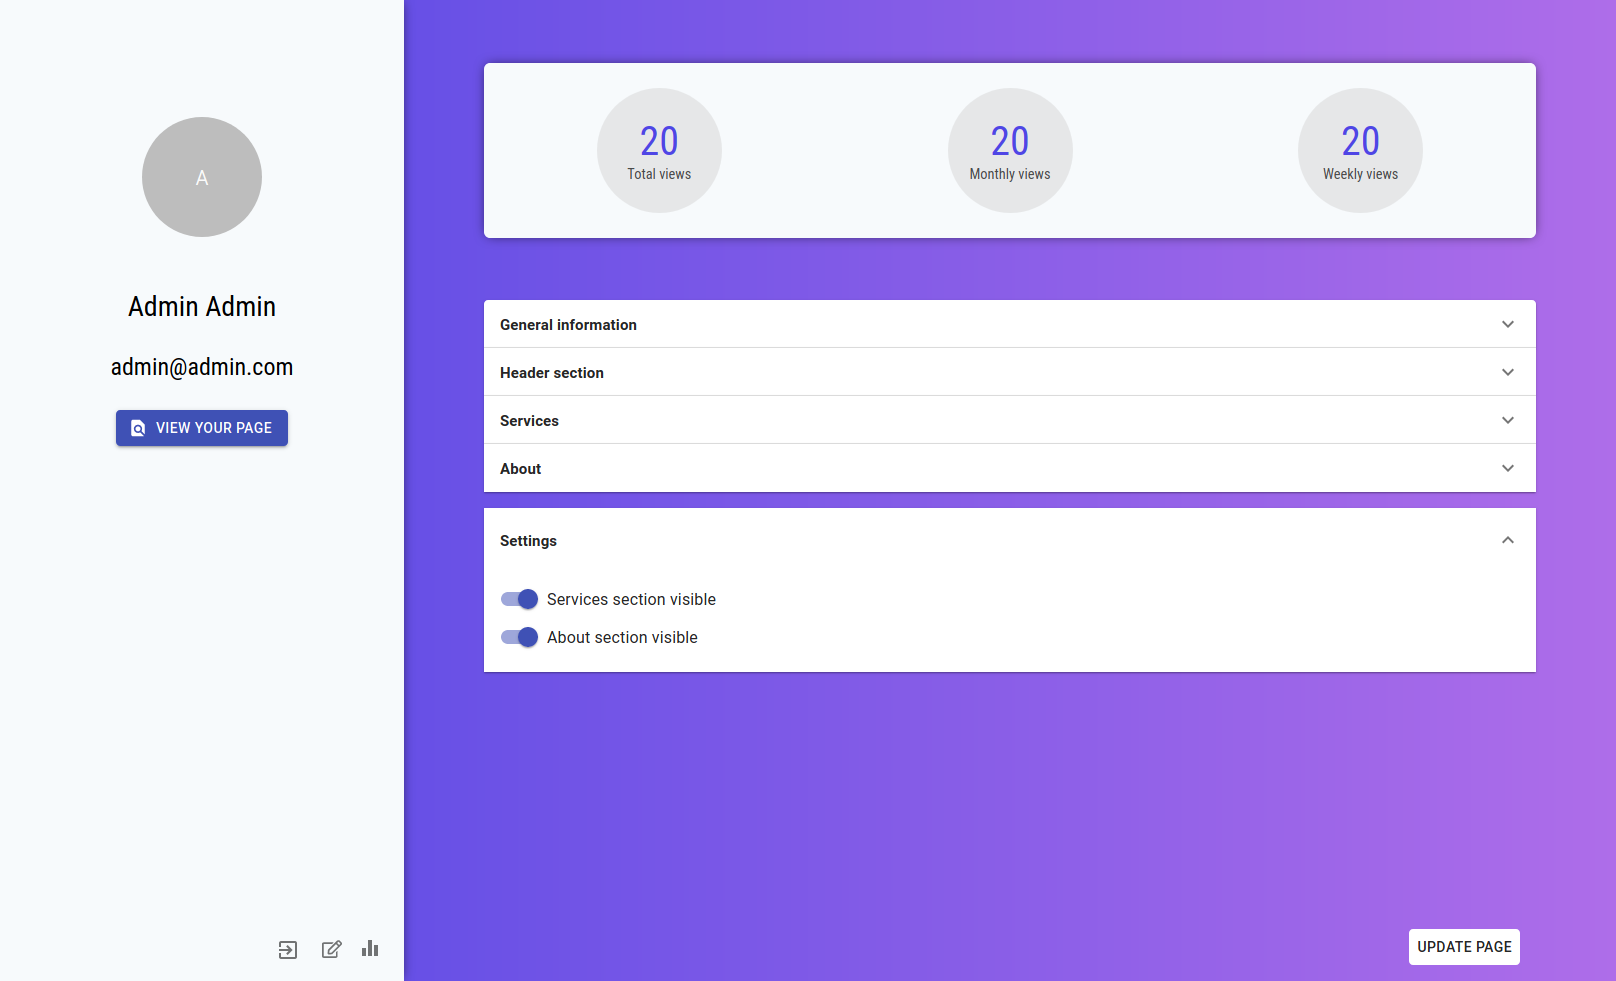 A
Admin Admin
admin@admin.com
VIEW YOUR PAGE
20
Total views
20
Monthly views
20
Weekly views
General information
Header section
Services
About
Settings
Services section visible
About section visible
UPDATE PAGE